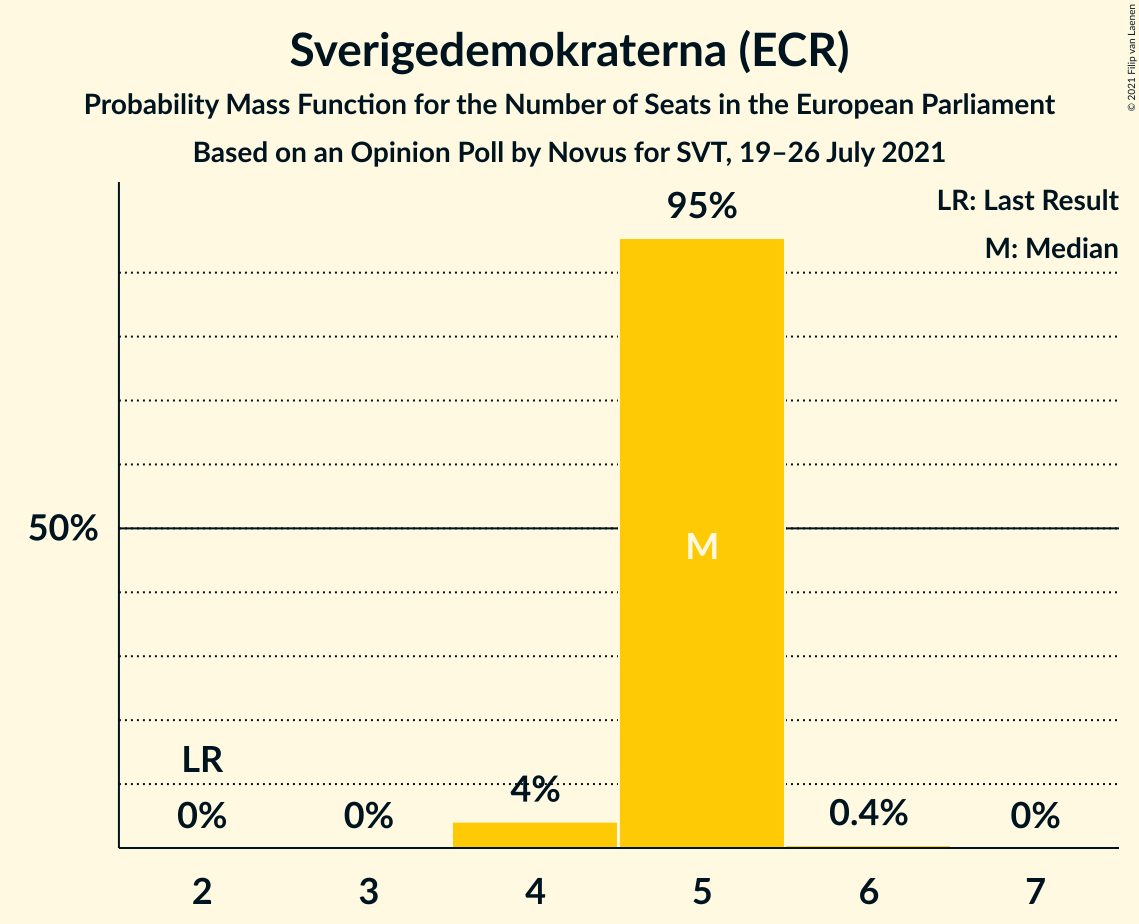 Sverigedemokraterna (ECR)
Probability Mass Function for the Number of Seats in the European Parliament
Based on an Opinion Poll by Novus for SVT, 19–26 July 2021
© 2021 Filip van Laenen
LR: Last Result
M: Median
95%
50%
M
LR
0%
0%
4%
0.4%
0%
2
3
4
5
6
7